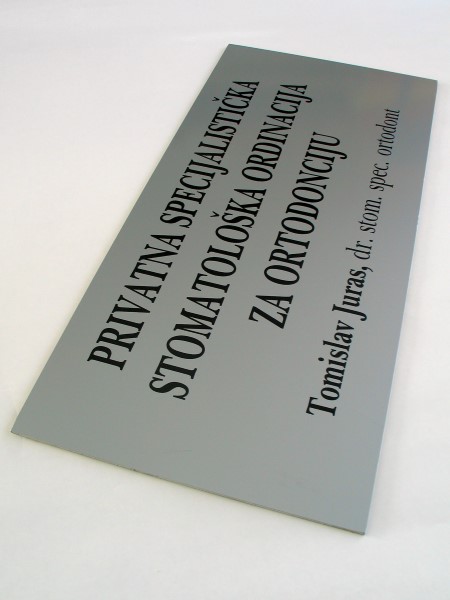 PRIVATNA SPECIJALISTIČKA
STOMATOLOŠKA ORDINACIJA
ZA ORTODONCIJU
Tomislav Juras, dr. stom. spec. ortodont